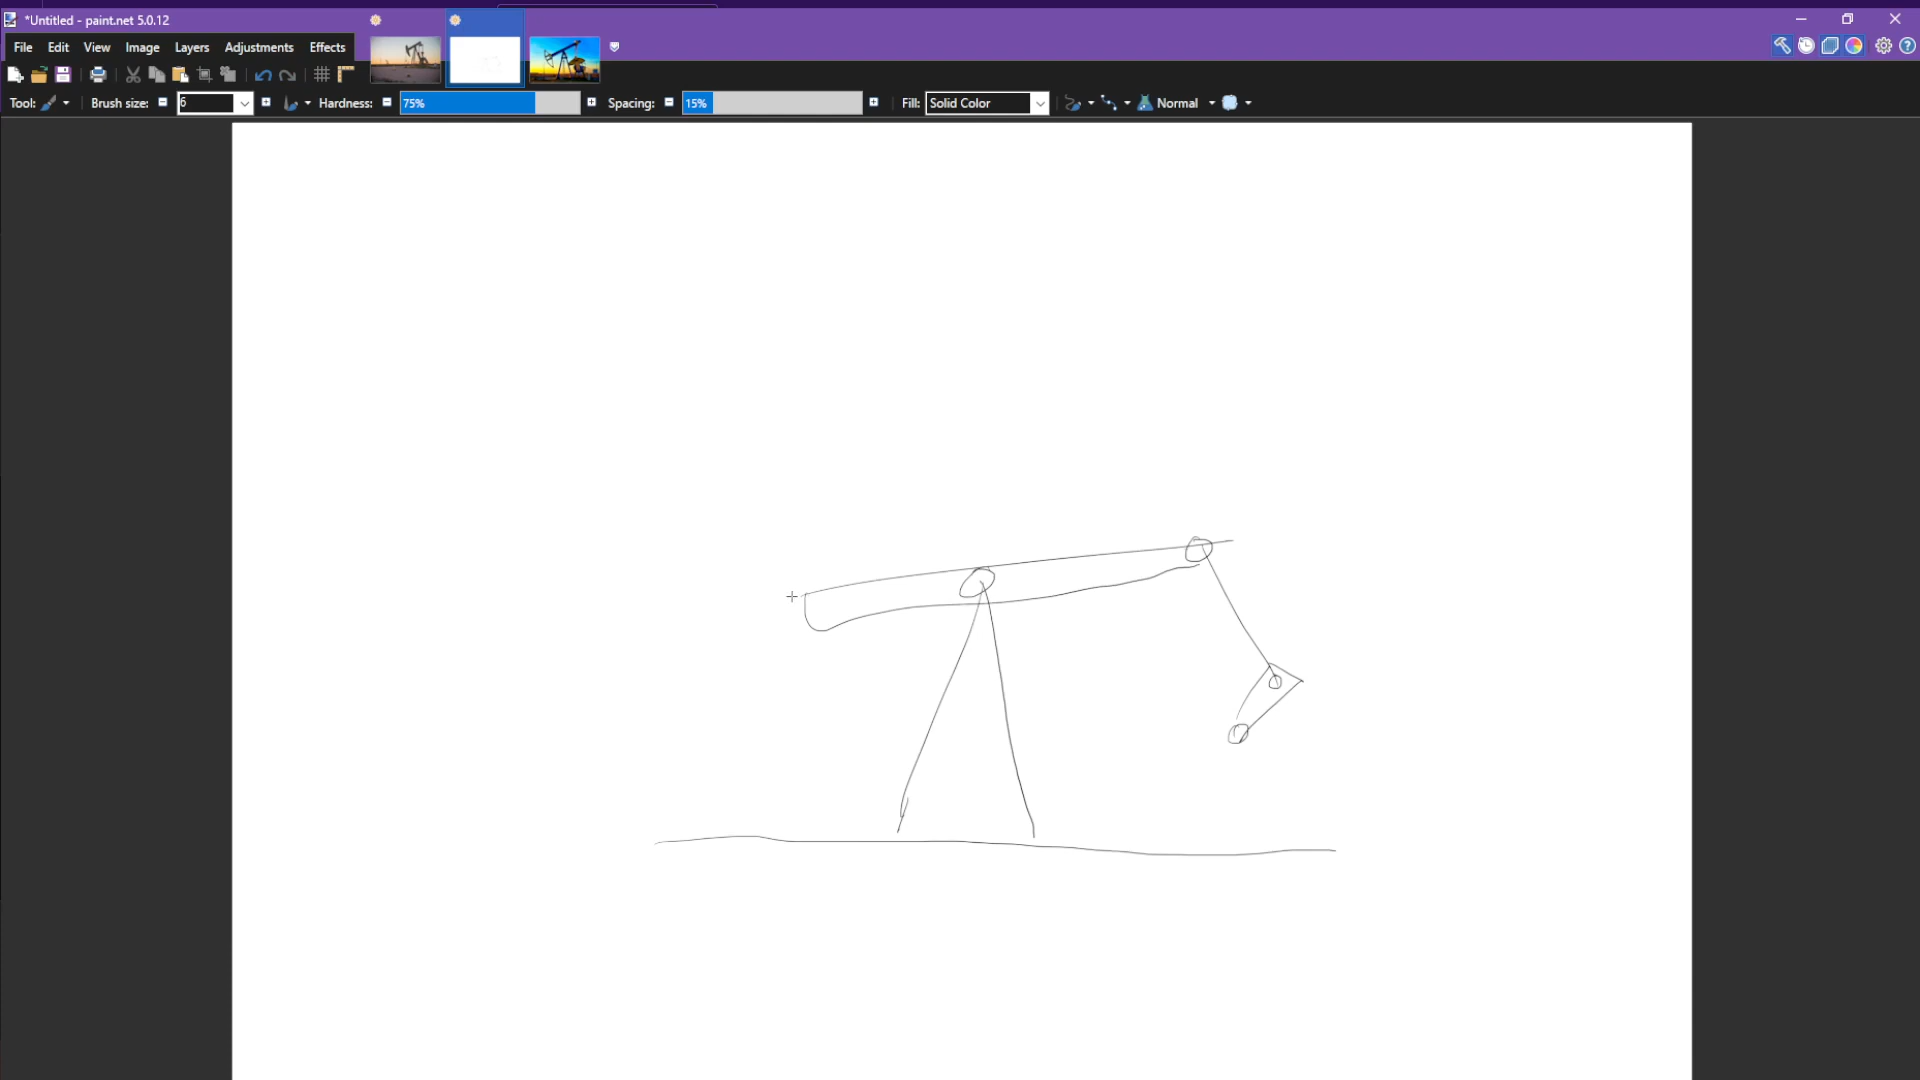 *Untitled - paint.net 5.0.12
File Edit View Image Layers Adjustments Effects
Tool: Brush size: 6 Hardness: 75% Spacing: 15% Fill: Solid Color Normal